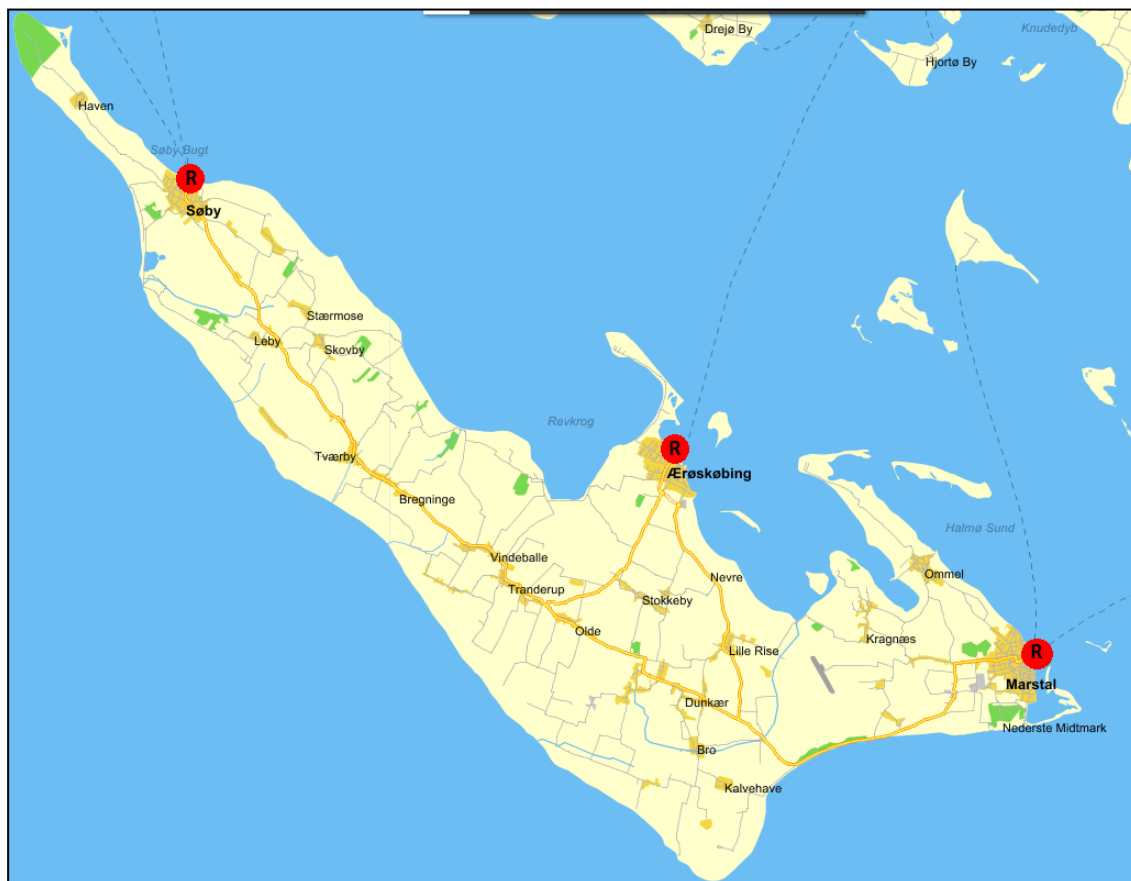 Drejø By
Knudedyb
Hjortø By
Haven
Søby Bugt
R
Søby
Stærmose
Leby
Skovby
Revkrog
R
Ærøskøbing
Tværby
Bregninge
Halmø Sund
Vindeballe
Ommel
Nevre
Tranderup
Stokkeby
Olde
Kragnæs
Lille Rise
R
Marstal
Dunkær
Nederste Midtmark
Bro
Kalvehave